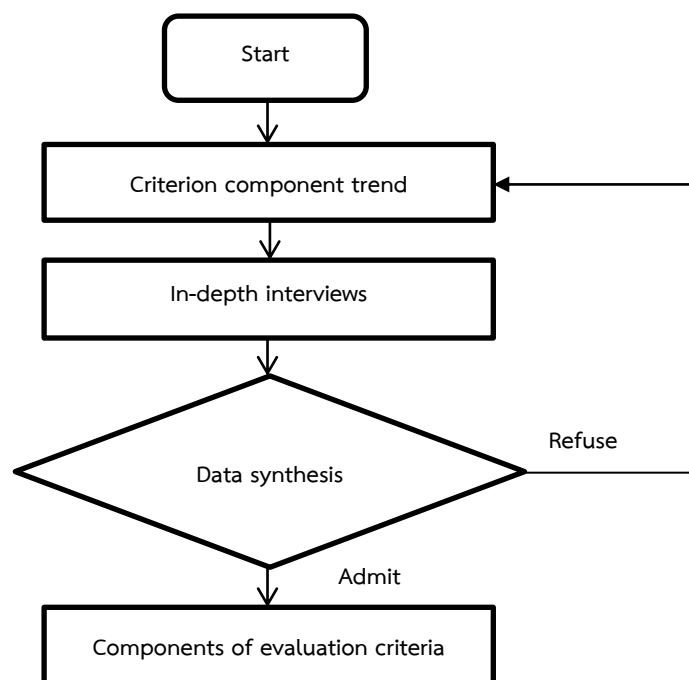 Start
Criterion component trend
In-depth interviews
Refuse
Data synthesis
Admit
Components of evaluation criteria